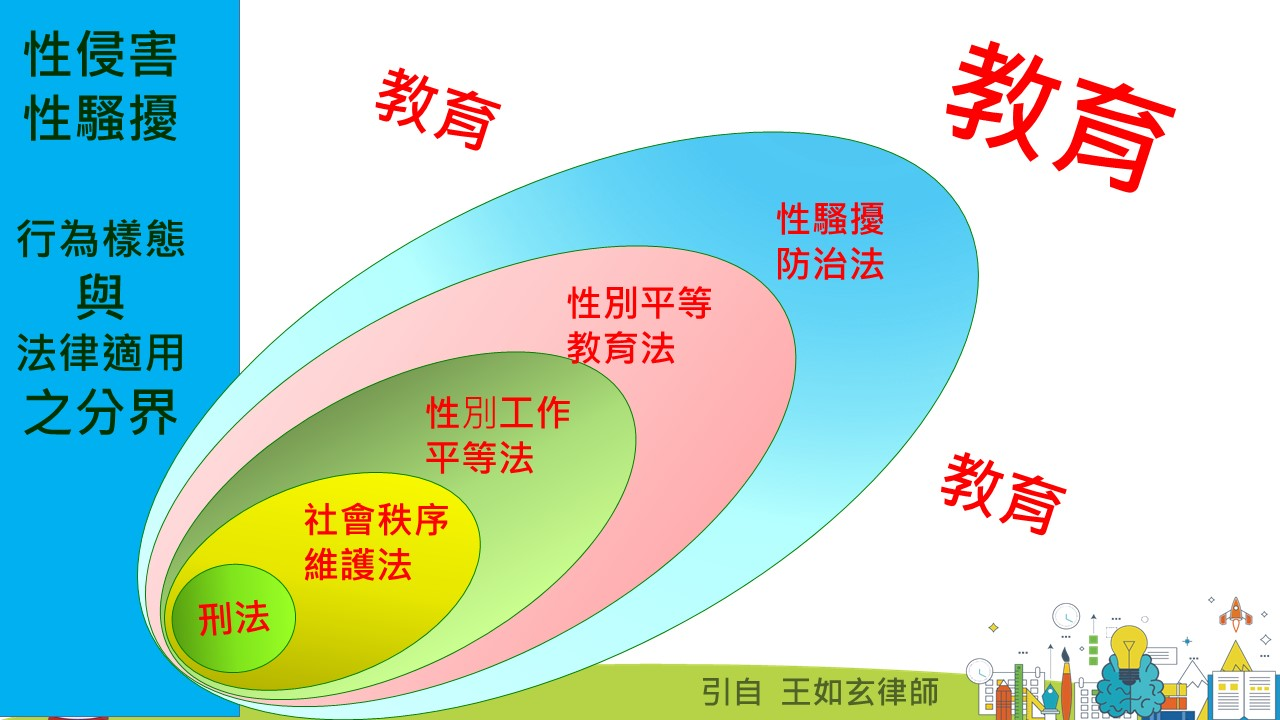 性侵害
性騷擾
行為樣態
與
法律適用
之分界
教育
教育
性騷擾
防治法
性別平等
教育法
性別工作
平等法
教育
社會秩序
維護法
刑法
引自 王如玄律師